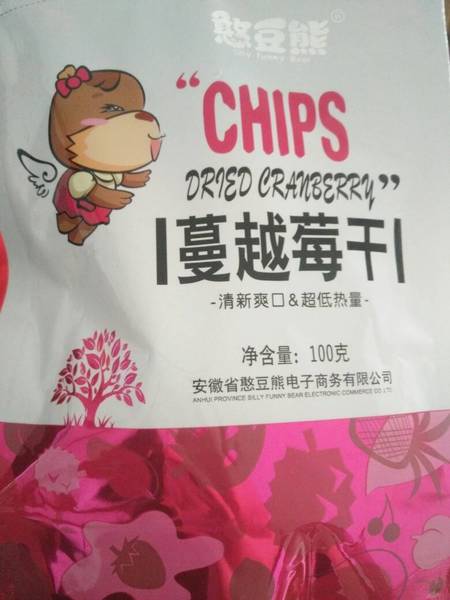 憨豆熊®
Silly Funny Bear
“CHIPS
DRIED CRANBERRY”
蔓越莓干
-清新爽口&超低热量-
净含量：100克
安徽省憨豆熊电子商务有限公司
ANHUI PROVINCE SILLY FUNNY BEAR ELECTRONIC COMMERCE CO.,LTD